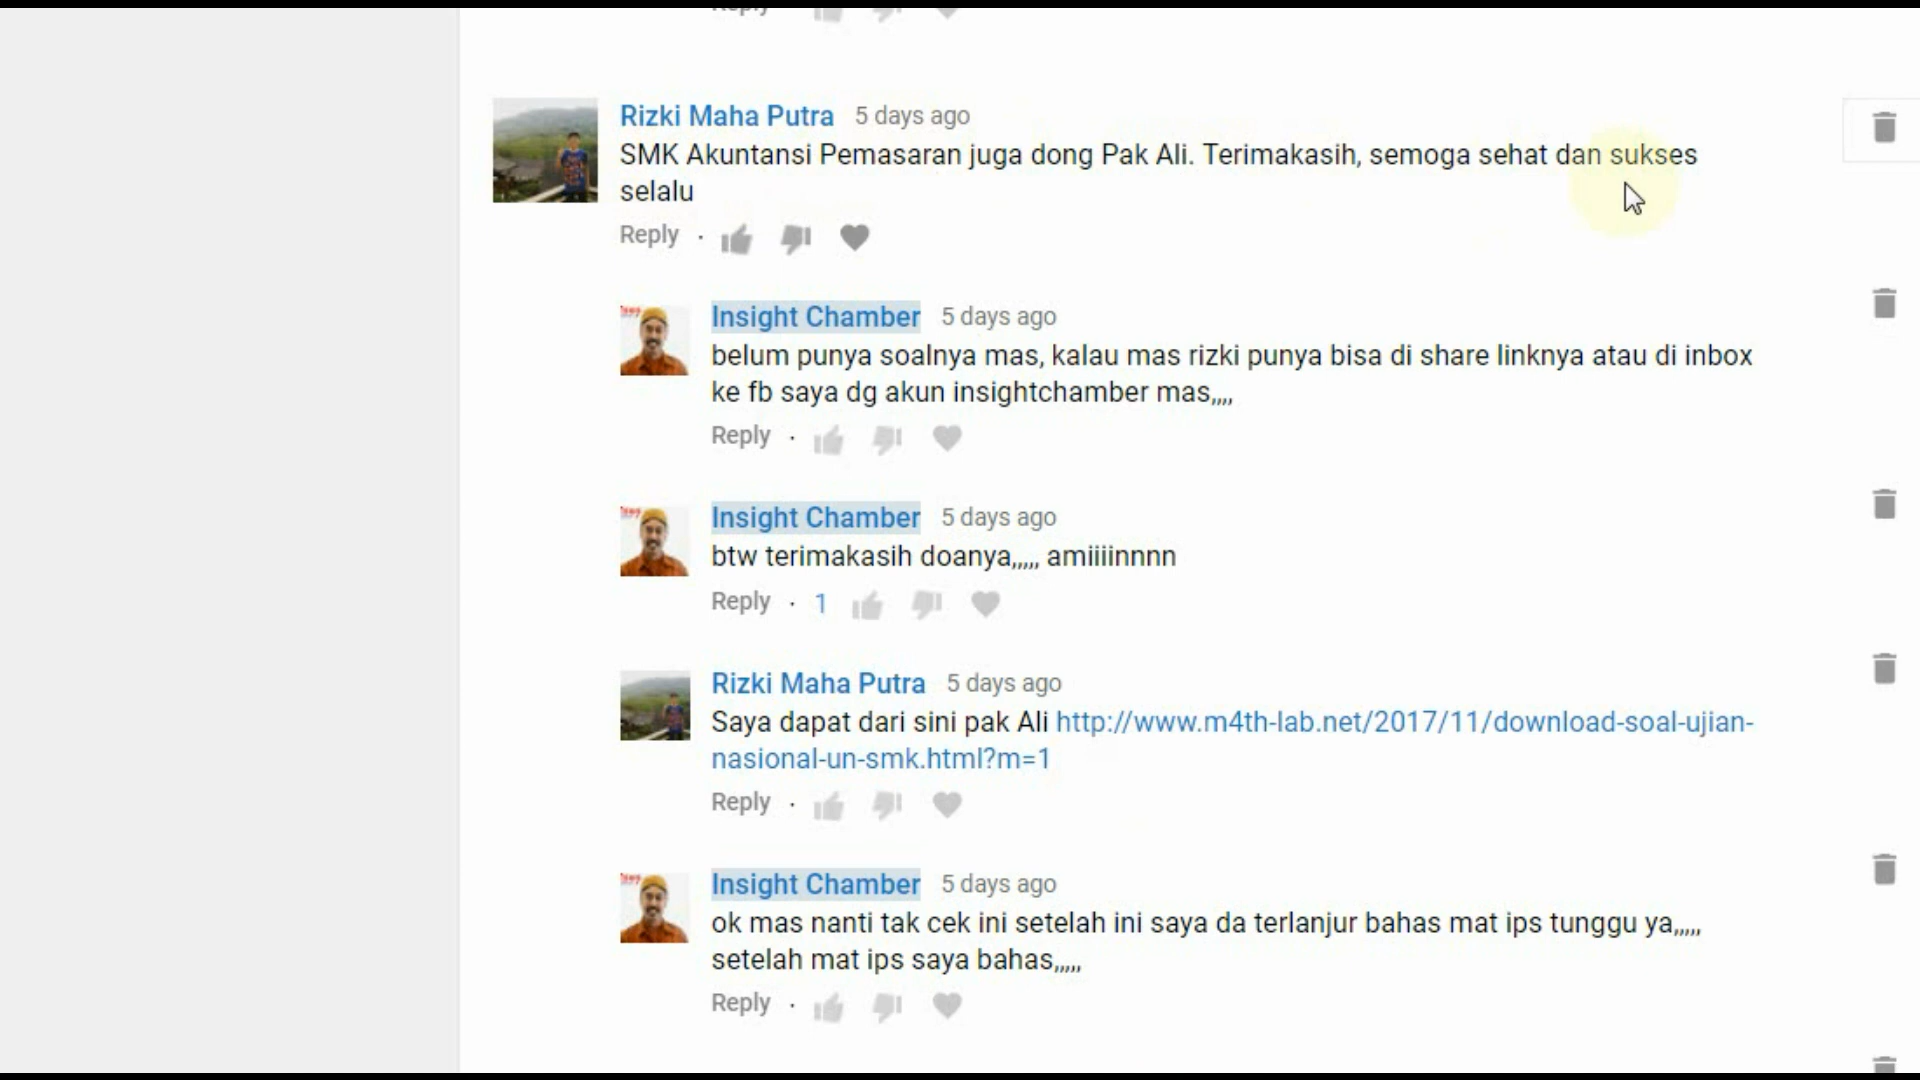 Reply
Rizki Maha Putra 5 days ago
SMK Akuntansi Pemasaran juga dong Pak Ali. Terimakasih, semoga sehat dan sukses
selalu
Reply ·
Insight Chamber 5 days ago
belum punya soalnya mas, kalau mas rizki punya bisa di share linknya atau di inbox
ke fb saya dg akun insightchamber mas,,,,
Reply ·
Insight Chamber 5 days ago
btw terimakasih doanya,,,,, amiiiinnnn
Reply · 1
Rizki Maha Putra 5 days ago
Saya dapat dari sini pak Ali http://www.m4th-lab.net/2017/11/download-soal-ujian-
nasional-un-smk.html?m=1
Reply ·
Insight Chamber 5 days ago
ok mas nanti tak cek ini setelah ini saya da terlanjur bahas mat ips tunggu ya,,,,,
setelah mat ips saya bahas,,,,,
Reply ·